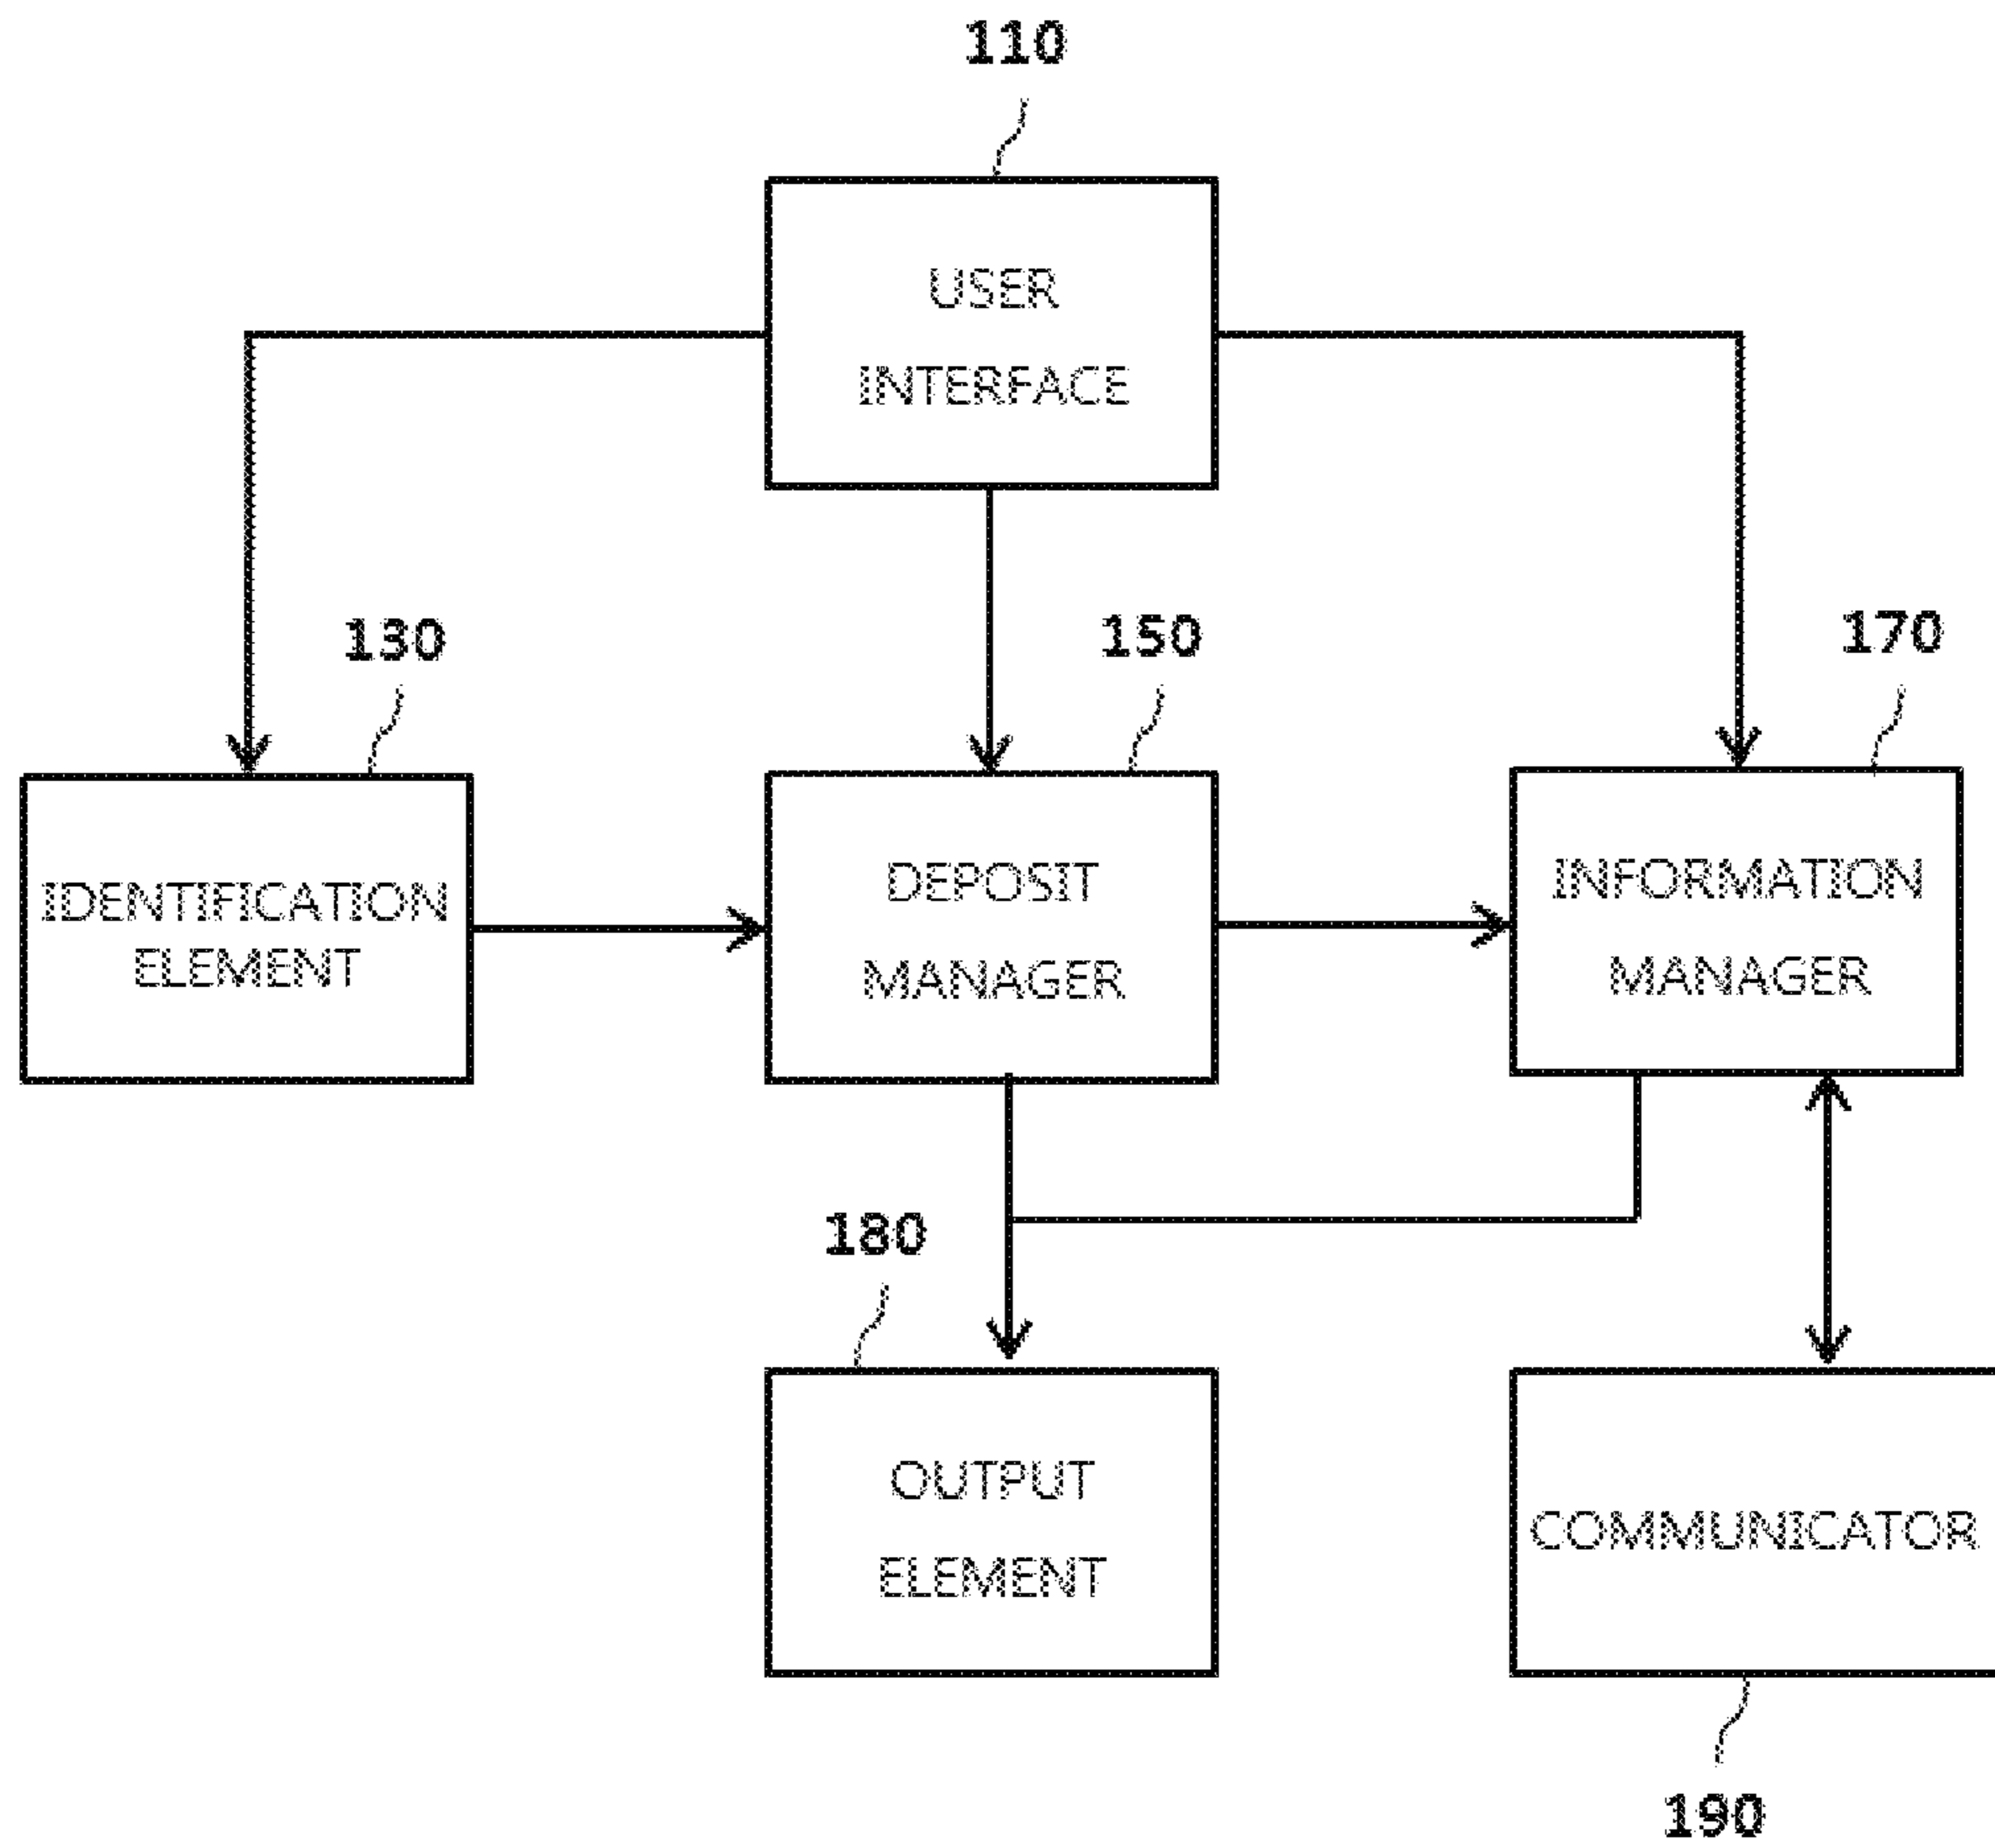 110
USER
INTERFACE
130
150
170
IDENTIFICATION
ELEMENT
DEPOSIT
MANAGER
INFORMATION
MANAGER
180
OUTPUT
ELEMENT
COMMUNICATOR
190